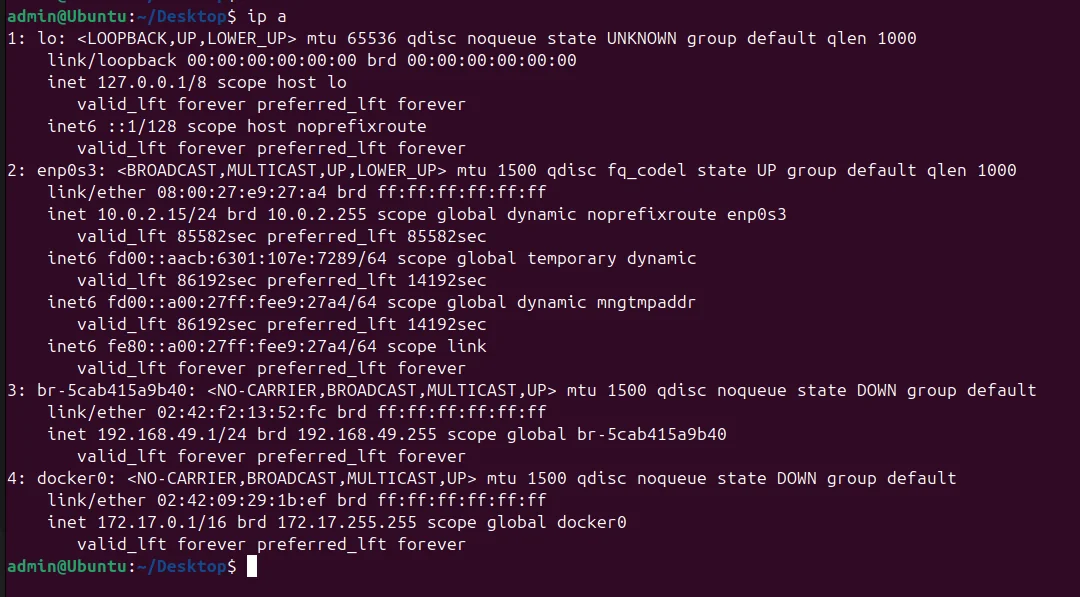 admin@Ubuntu:~/Desktop$ ip a
1: lo: <LOOPBACK,UP,LOWER_UP> mtu 65536 qdisc noqueue state UNKNOWN group default qlen 1000
    link/loopback 00:00:00:00:00:00 brd 00:00:00:00:00:00
    inet 127.0.0.1/8 scope host lo
       valid_lft forever preferred_lft forever
    inet6 ::1/128 scope host noprefixroute
       valid_lft forever preferred_lft forever
2: enp0s3: <BROADCAST,MULTICAST,UP,LOWER_UP> mtu 1500 qdisc fq_codel state UP group default qlen 1000
    link/ether 08:00:27:e9:27:a4 brd ff:ff:ff:ff:ff:ff
    inet 10.0.2.15/24 brd 10.0.2.255 scope global dynamic noprefixroute enp0s3
       valid_lft 85582sec preferred_lft 85582sec
    inet6 fd00::aacb:6301:107e:7289/64 scope global temporary dynamic
       valid_lft 86192sec preferred_lft 14192sec
    inet6 fd00::a00:27ff:fee9:27a4/64 scope global dynamic mngtmpaddr
       valid_lft 86192sec preferred_lft 14192sec
    inet6 fe80::a00:27ff:fee9:27a4/64 scope link
       valid_lft forever preferred_lft forever
3: br-5cab415a9b40: <NO-CARRIER,BROADCAST,MULTICAST,UP> mtu 1500 qdisc noqueue state DOWN group default
    link/ether 02:42:f2:13:52:fc brd ff:ff:ff:ff:ff:ff
    inet 192.168.49.1/24 brd 192.168.49.255 scope global br-5cab415a9b40
       valid_lft forever preferred_lft forever
4: docker0: <NO-CARRIER,BROADCAST,MULTICAST,UP> mtu 1500 qdisc noqueue state DOWN group default
    link/ether 02:42:09:29:1b:ef brd ff:ff:ff:ff:ff:ff
    inet 172.17.0.1/16 brd 172.17.255.255 scope global docker0
       valid_lft forever preferred_lft forever
admin@Ubuntu:~/Desktop$